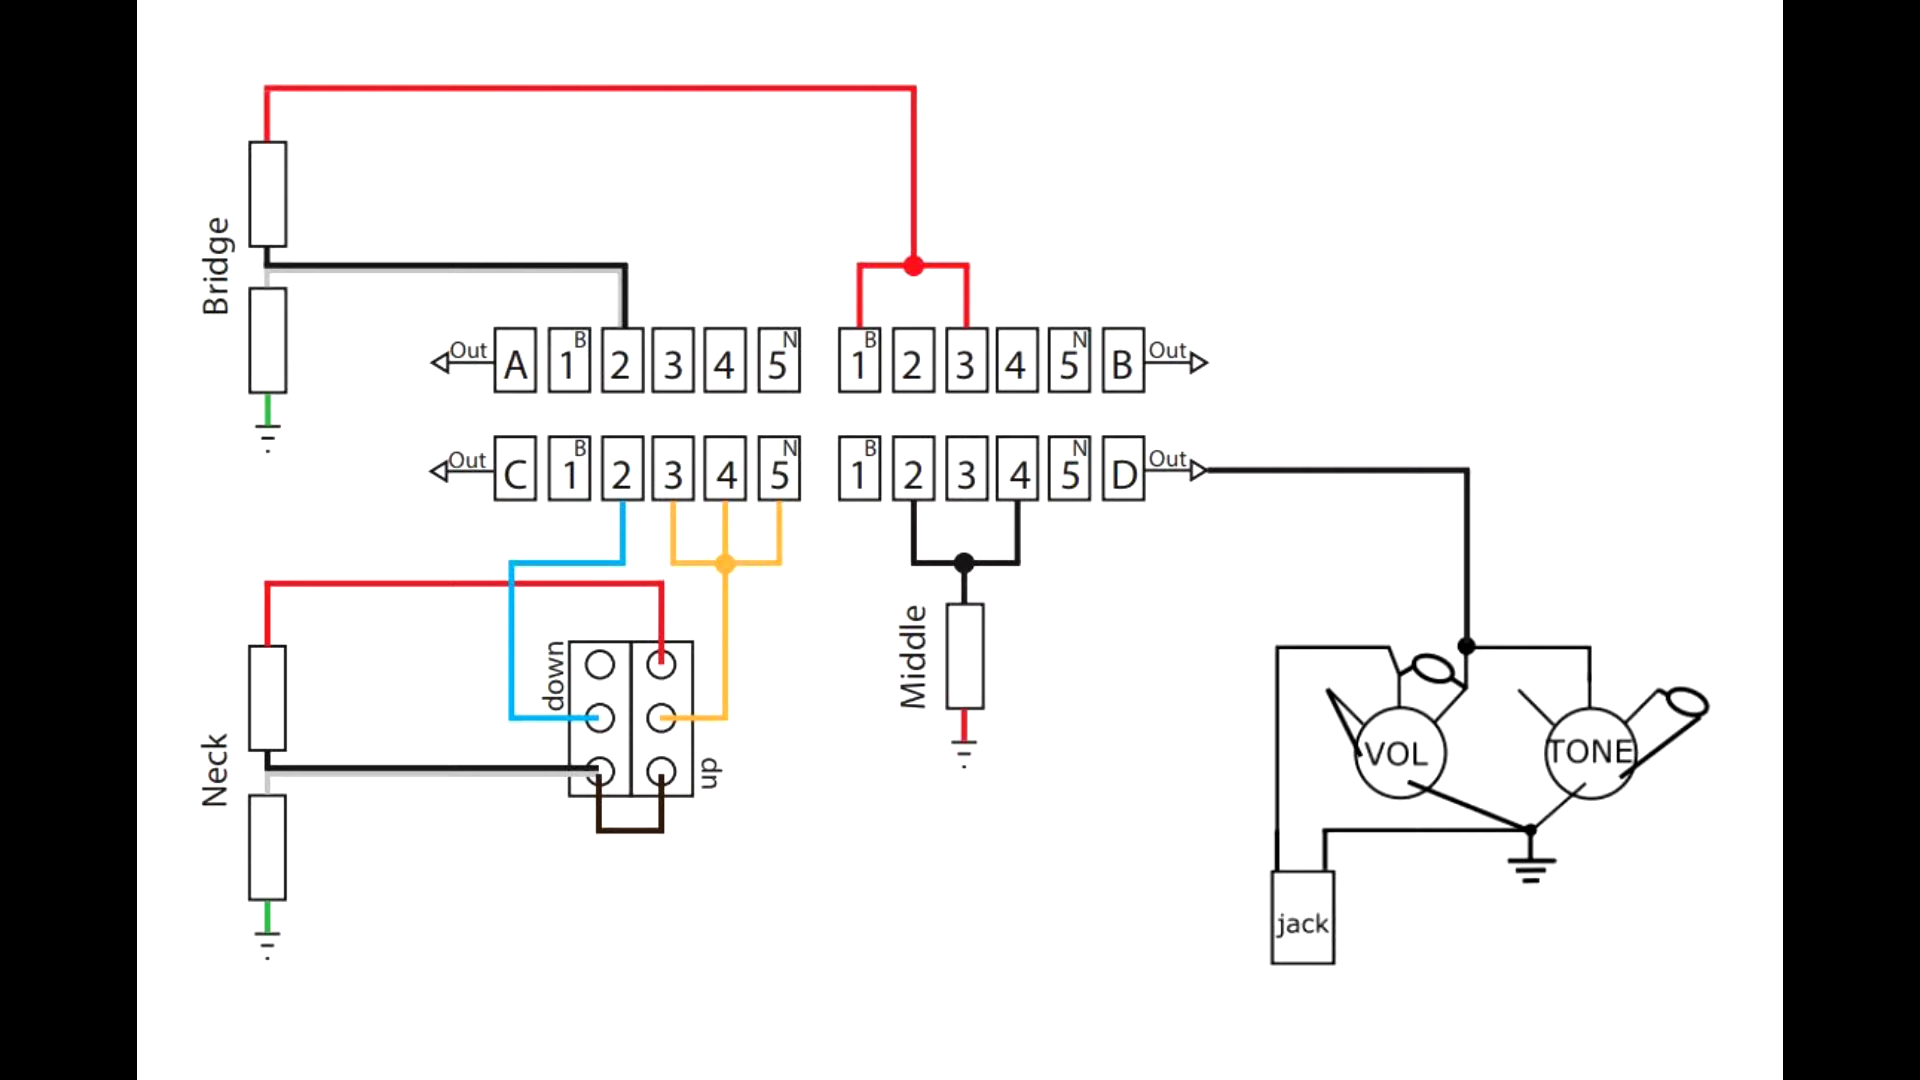 Bridge
Out A 1 B 2 3 4 5 N 1 B 2 3 4 5 N B Out
Out C 1 B 2 3 4 5 N 1 B 2 3 4 5 N D Out
Neck
down
up
Middle
VOL
TONE
jack